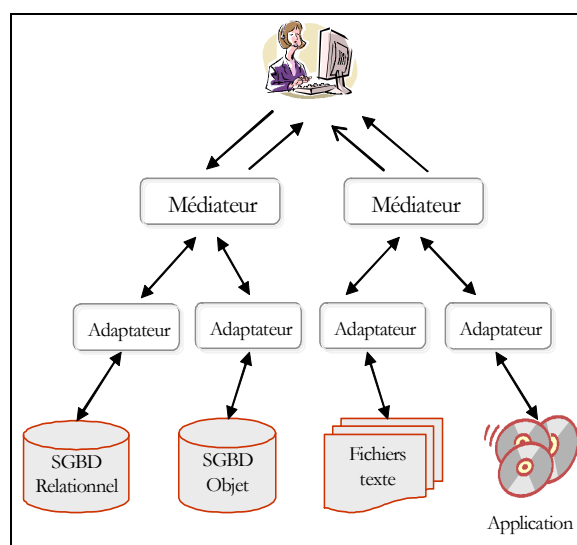 Médiateur
Médiateur
Adaptateur
Adaptateur
Adaptateur
Adaptateur
SGBD
Relationnel
SGBD
Objet
Fichiers
texte
Application